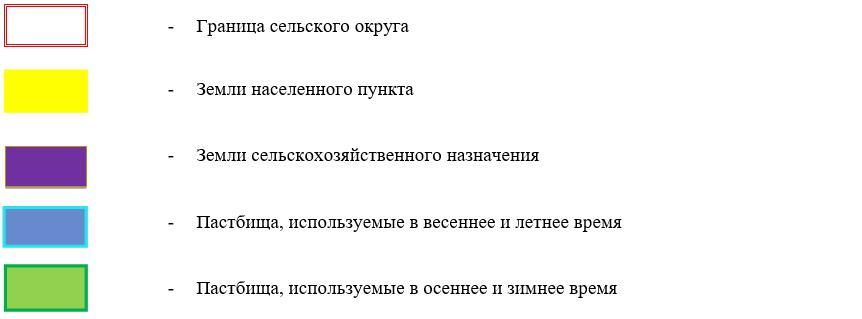 - Граница сельского округа
- Земли населенного пункта
- Земли сельскохозяйственного назначения
- Пастбища, используемые в весеннее и летнее время
- Пастбища, используемые в осеннее и зимнее время